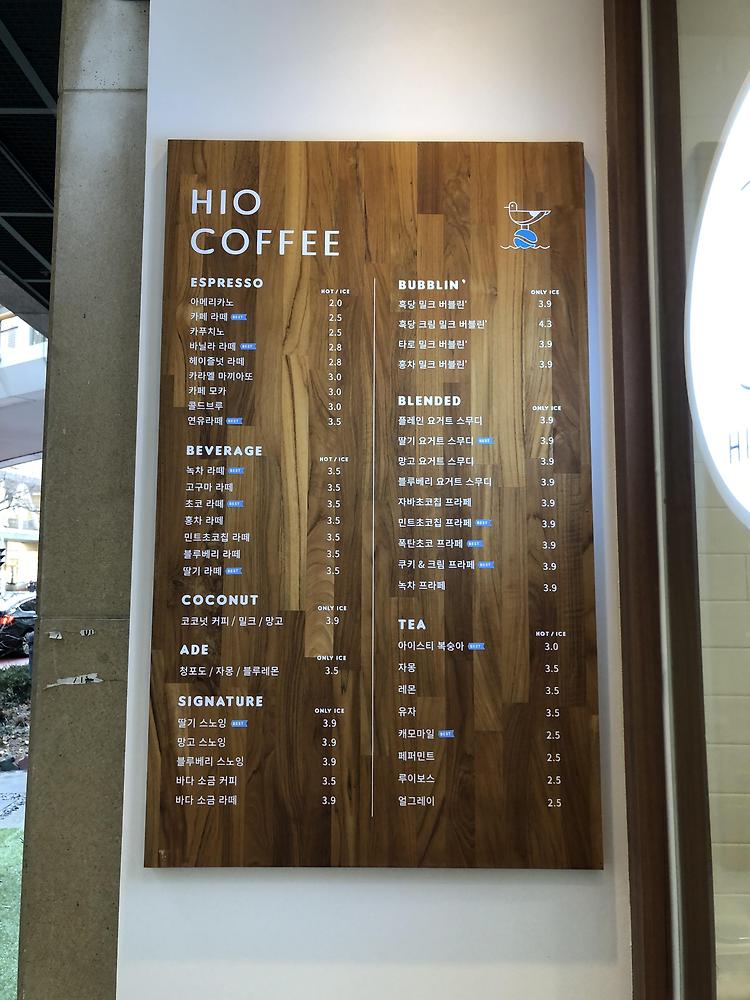 HIO
COFFEE
ESPRESSO HOT / ICE
아메리카노 2.0
카페 라떼 BEST 2.5
카푸치노 2.5
바닐라 라떼 BEST 2.8
헤이즐넛 라떼 2.8
카라멜 마끼아또 3.0
카페 모카 3.0
콜드브루 3.0
연유라떼 BEST 3.5
BEVERAGE HOT / ICE
녹차 라떼 BEST 3.5
고구마 라떼 3.5
초코 라떼 BEST 3.5
홍차 라떼 3.5
민트초코칩 라떼 3.5
블루베리 라떼 3.5
딸기 라떼 BEST 3.5
COCONUT ONLY ICE
코코넛 커피 / 밀크 / 망고 3.9
ADE ONLY ICE
청포도 / 자몽 / 블루레몬 3.5
SIGNATURE ONLY ICE
딸기 스노잉 BEST 3.9
망고 스노잉 3.9
블루베리 스노잉 3.9
바다 소금 커피 3.5
바다 소금 라떼 3.9
BUBBLIN' ONLY ICE
흑당 밀크 버블린' 3.9
흑당 크림 밀크 버블린' 4.3
타로 밀크 버블린' 3.9
홍차 밀크 버블린' 3.9
BLENDED ONLY ICE
플레인 요거트 스무디 3.9
딸기 요거트 스무디 BEST 3.9
망고 요거트 스무디 3.9
블루베리 요거트 스무디 3.9
자바초코칩 프라페 3.9
민트초코칩 프라페 BEST 3.9
폭탄초코 프라페 BEST 3.9
쿠키 & 크림 프라페 BEST 3.9
녹차 프라페 3.9
TEA HOT / ICE
아이스티 복숭아 BEST 3.0
자몽 3.5
레몬 3.5
유자 3.5
캐모마일 BEST 2.5
페퍼민트 2.5
루이보스 2.5
얼그레이 2.5